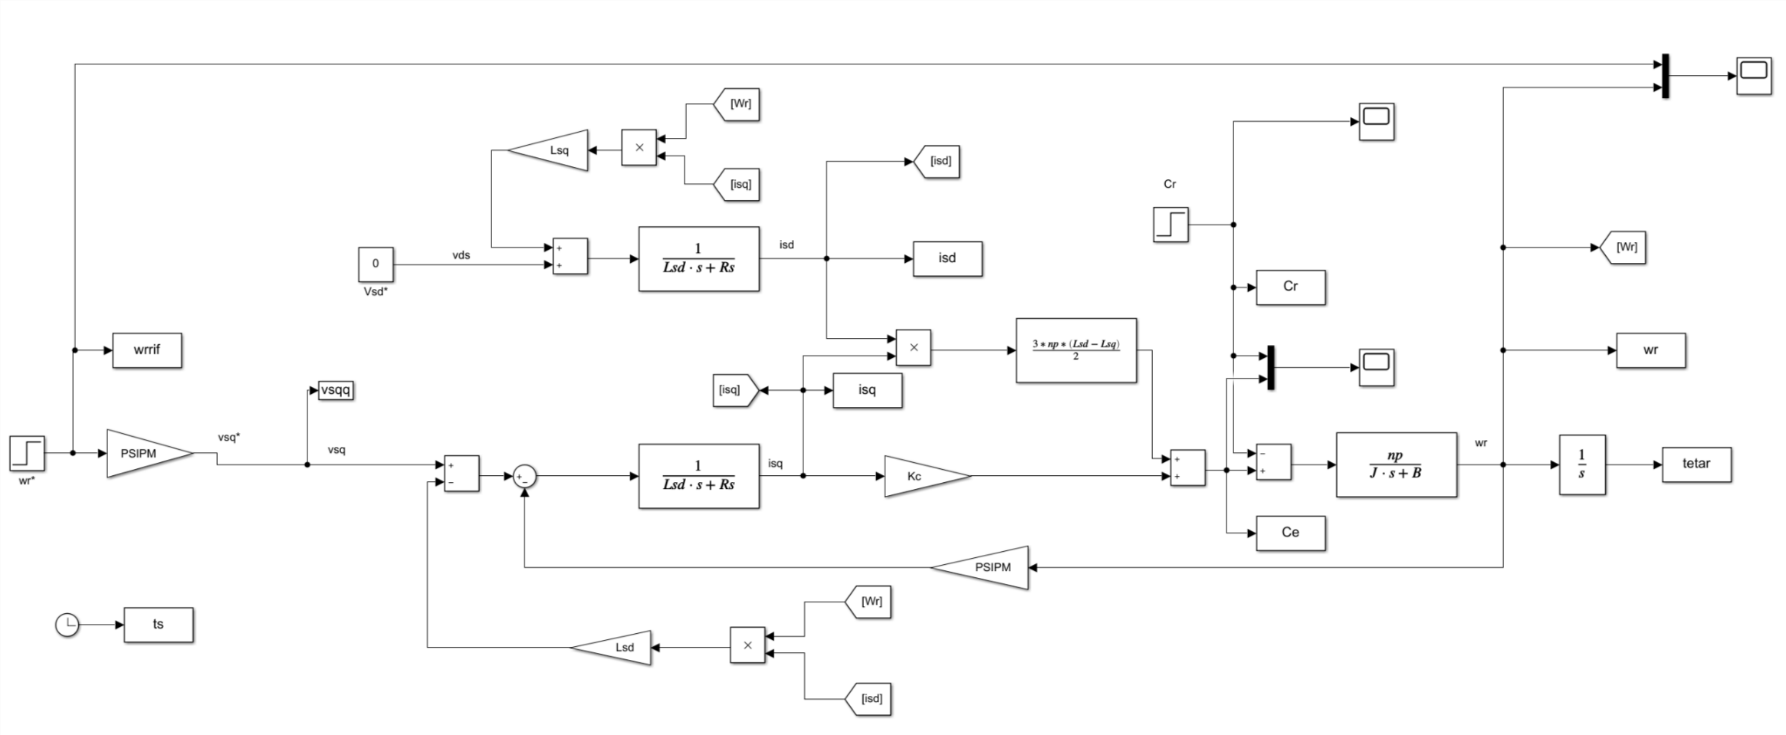 [Wr]
Lsq
×
[isq]
[isd]
Cr
[Wr]
+
+
0
vds
Vsd*
1
Lsd · s + Rs
isd
isd
Cr
wrrif
×
3 * np * (Lsd − Lsq)
2
wr
vsqq
[isq]
isq
wr*
PSIPM
vsq*
vsq
+
−
+
−
1
Lsd · s + Rs
isq
Kc
+
+
−
+
np
J · s + B
wr
1
s
tetar
Ce
PSIPM
[Wr]
ts
Lsd
×
[isd]